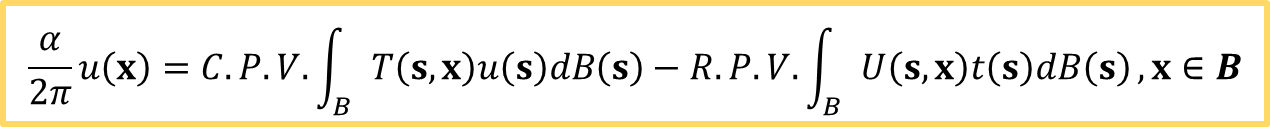 α/2π u(𝐱) = C.P.V.∫_B T(𝐬,𝐱)u(𝐬)dB(𝐬) − R.P.V.∫_B U(𝐬,𝐱)t(𝐬)dB(𝐬), 𝐱 ∈ 𝑩